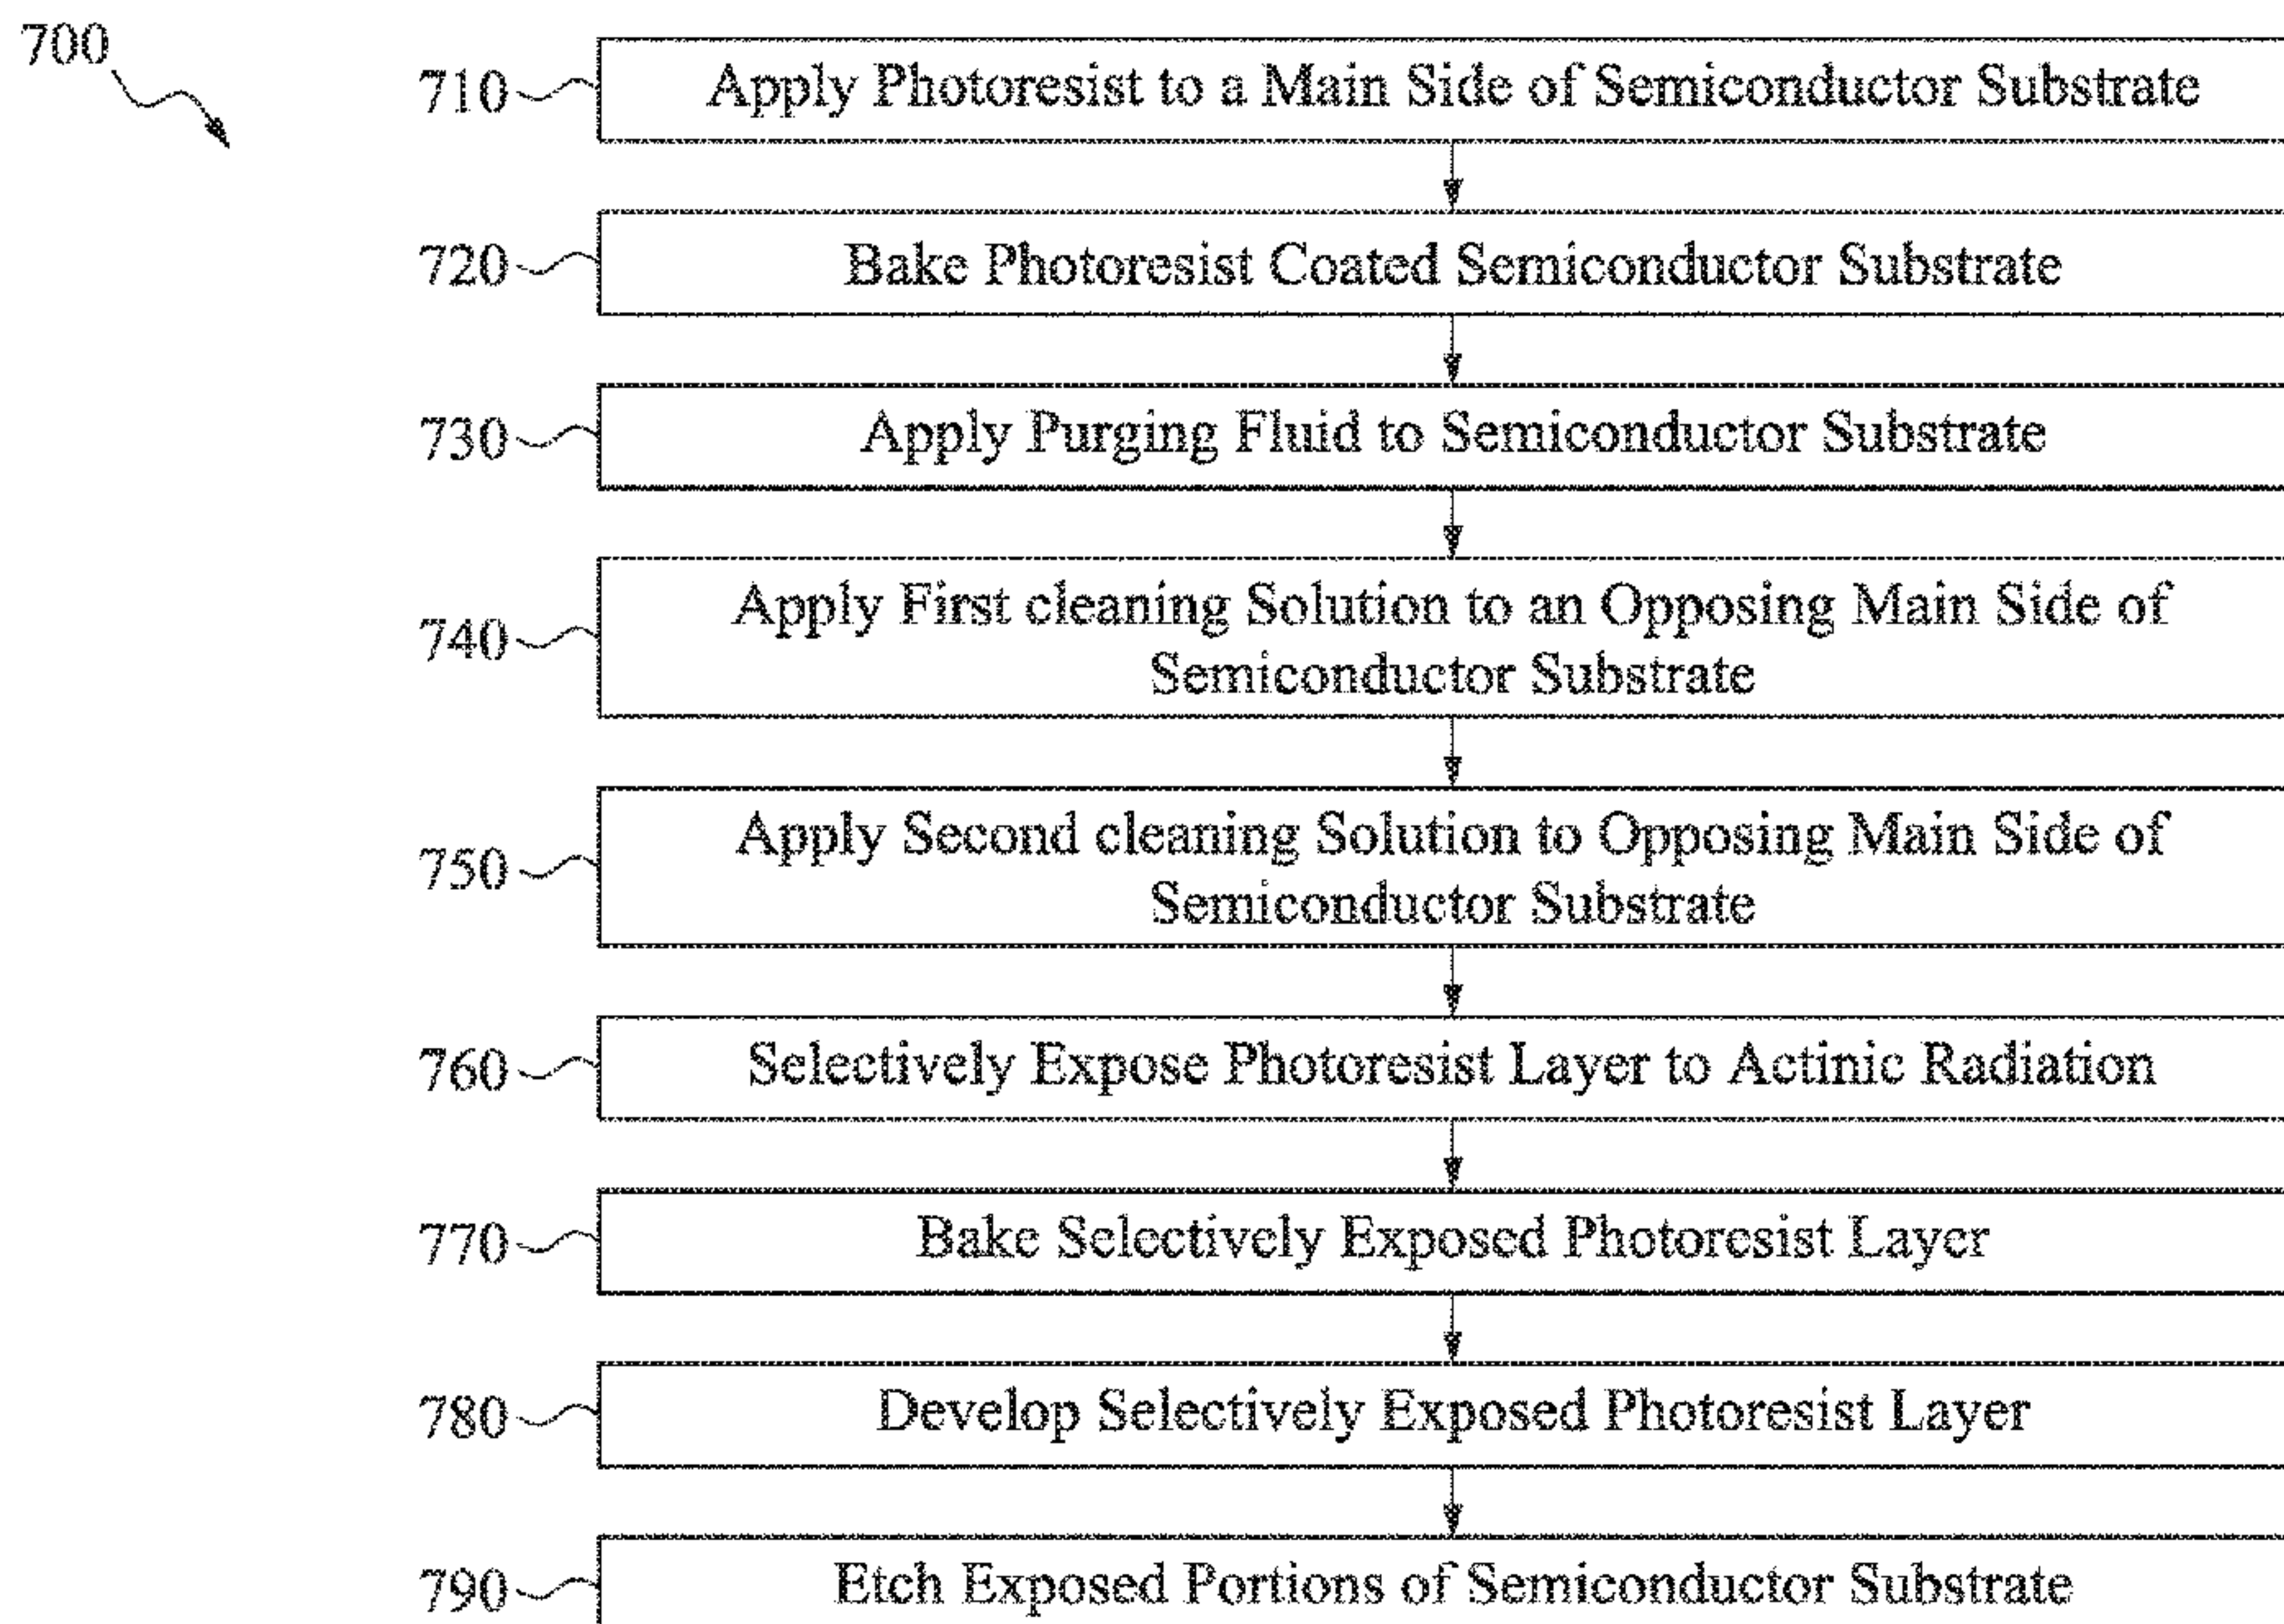 700
710 Apply Photoresist to a Main Side of Semiconductor Substrate
720 Bake Photoresist Coated Semiconductor Substrate
730 Apply Purging Fluid to Semiconductor Substrate
740 Apply First cleaning Solution to an Opposing Main Side of
Semiconductor Substrate
750 Apply Second cleaning Solution to Opposing Main Side of
Semiconductor Substrate
760 Selectively Expose Photoresist Layer to Actinic Radiation
770 Bake Selectively Exposed Photoresist Layer
780 Develop Selectively Exposed Photoresist Layer
790 Etch Exposed Portions of Semiconductor Substrate